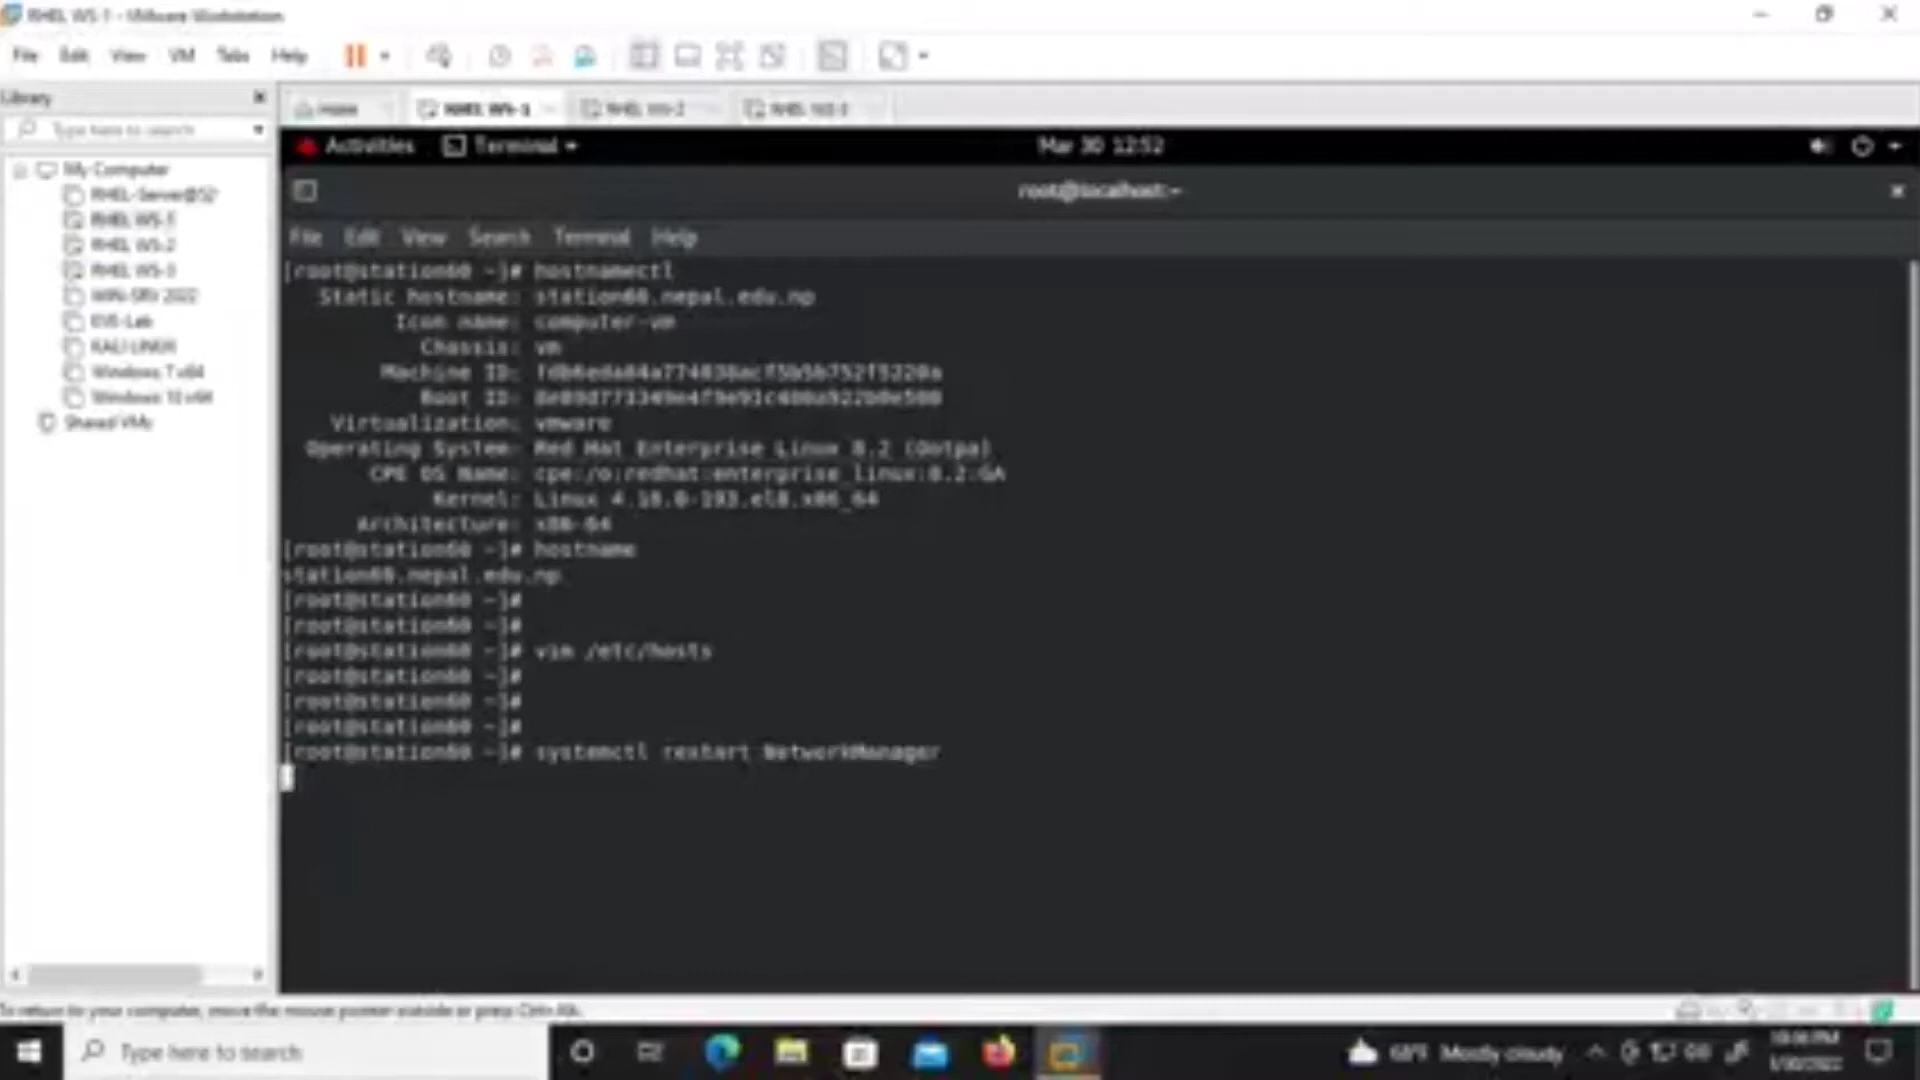 RHEL WS-1 - VMware Workstation
File Edit View VM Tabs Help
Library
Type here to search
Home
RHEL WS-1
RHEL WS-2
RHEL WS-3
My Computer
RHEL-Server@52
RHEL WS-1
RHEL WS-2
RHEL WS-3
WIN-SRV 2022
KALI LINUX
Windows 7 x64
Windows 10 x64
Shared VMs
Activities
Terminal
Mar 30 12:52
root@localhost:~
File Edit View Search Terminal Help
[root@station60 ~]# hostnamectl
Static hostname: station60.nepal.edu.np
Icon name: computer-vm
Chassis: vm
Machine ID:
Boot ID:
Virtualization: vmware
Operating System: Red Hat Enterprise Linux 8.2 (Ootpa)
CPE OS Name: cpe:/o:redhat:enterprise_linux:8.2:GA
Kernel: Linux 4.18.0-193.el8.x86_64
Architecture: x86-64
[root@station60 ~]# hostname
station60.nepal.edu.np
[root@station60 ~]#
[root@station60 ~]#
[root@station60 ~]# vim /etc/hosts
[root@station60 ~]#
[root@station60 ~]#
[root@station60 ~]#
[root@station60 ~]# systemctl restart NetworkManager
To return to your computer, move the mouse pointer outside or press Ctrl+Alt.
Type here to search
68°F Mostly cloudy